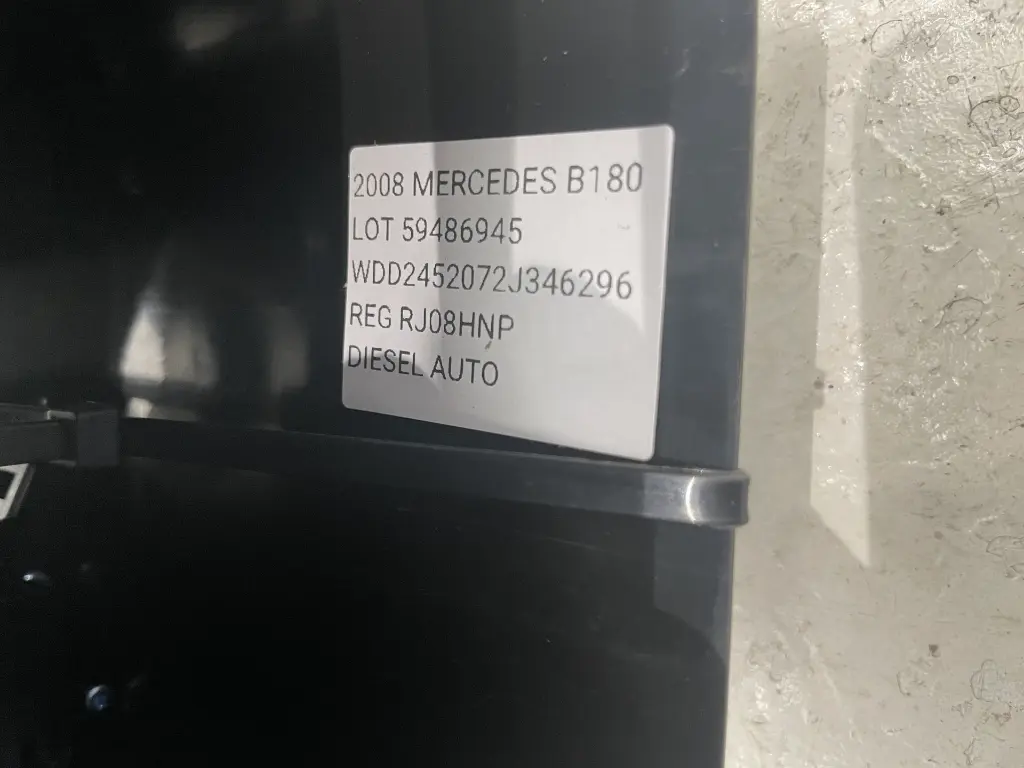 2008 MERCEDES B180
LOT 59486945
WDD2452072J346296
REG RJ08HNP
DIESEL AUTO